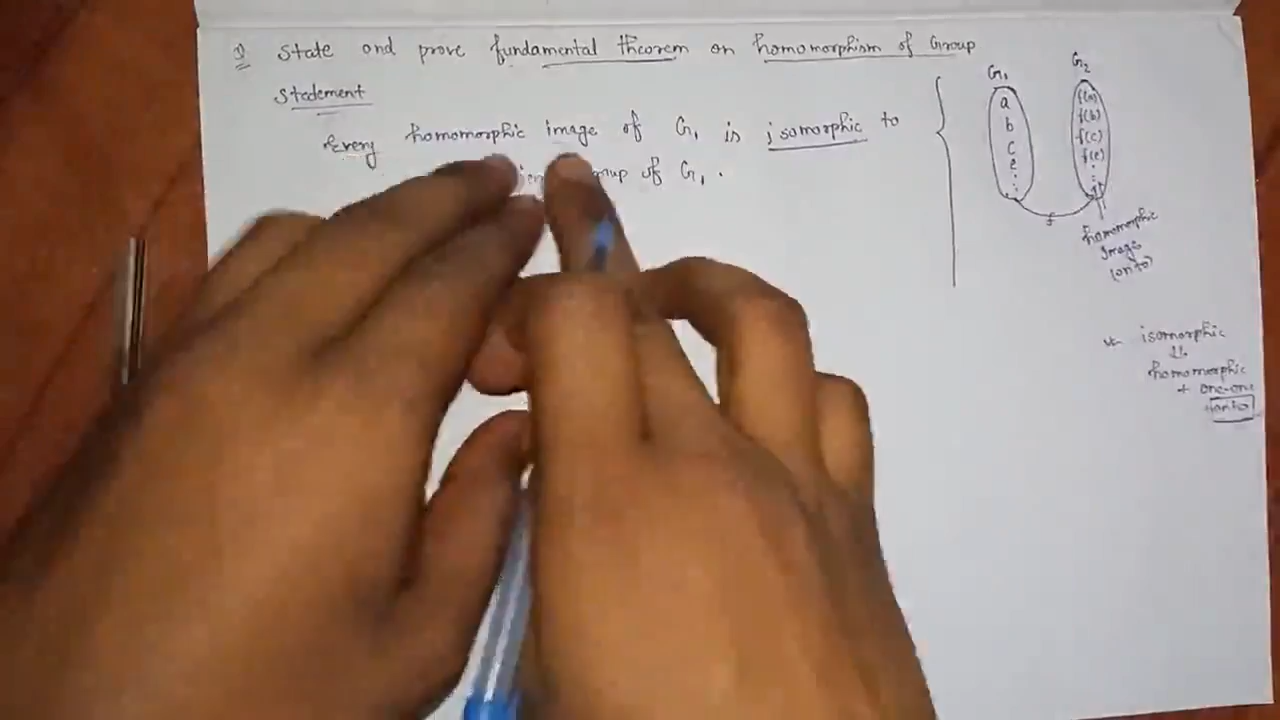 Q State and prove fundamental theorem on homomorphism of Group
Statement
Every homomorphic image of G₁ is isomorphic to
of G₁ .
G₁
a
b
c
e
G₂
f(a)
f(b)
f(c)
f(e)
f
homomorphic
image
(onto)
* isomorphic
⇓
homomorphic
+ one-one
+onto